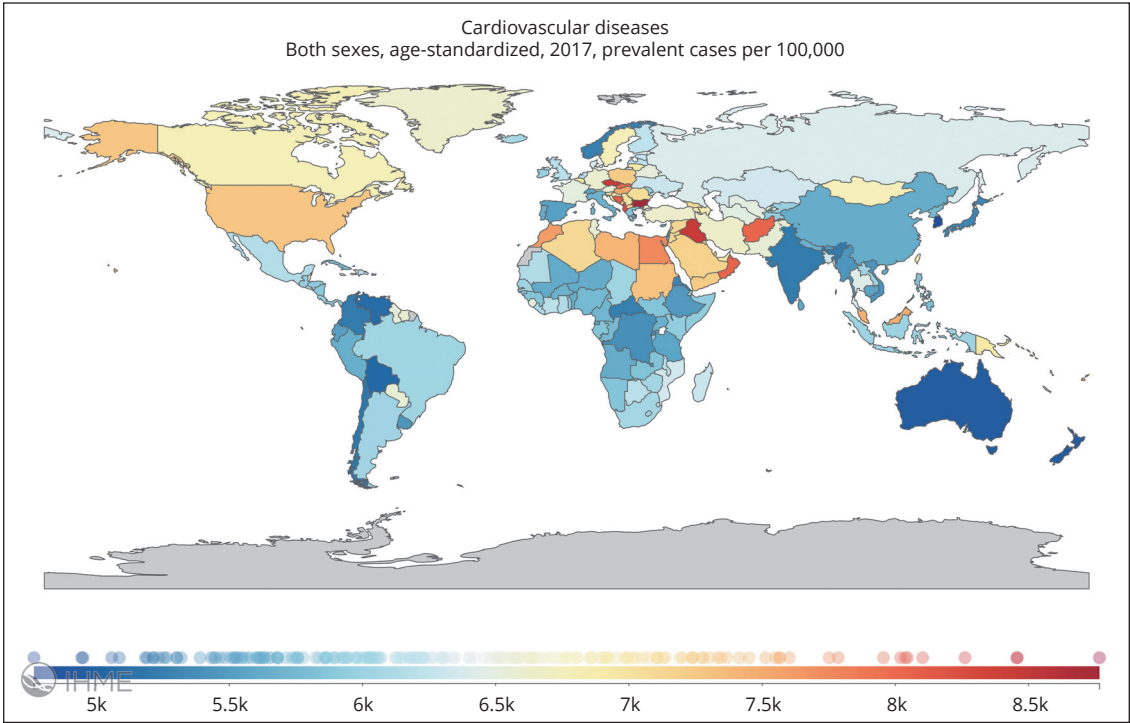 Cardiovascular diseases
Both sexes, age-standardized, 2017, prevalent cases per 100,000
IHME
5k 5.5k 6k 6.5k 7k 7.5k 8k 8.5k